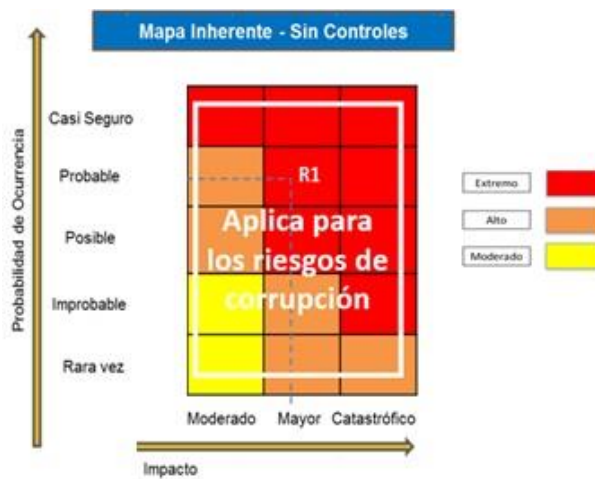 Mapa Inherente - Sin Controles
Probabilidad de Ocurrencia
Casi Seguro
Probable
Posible
Improbable
Rara vez
R1
Aplica para
los riesgos de
corrupción
Extremo
Alto
Moderado
Moderado
Mayor
Catastrófico
Impacto